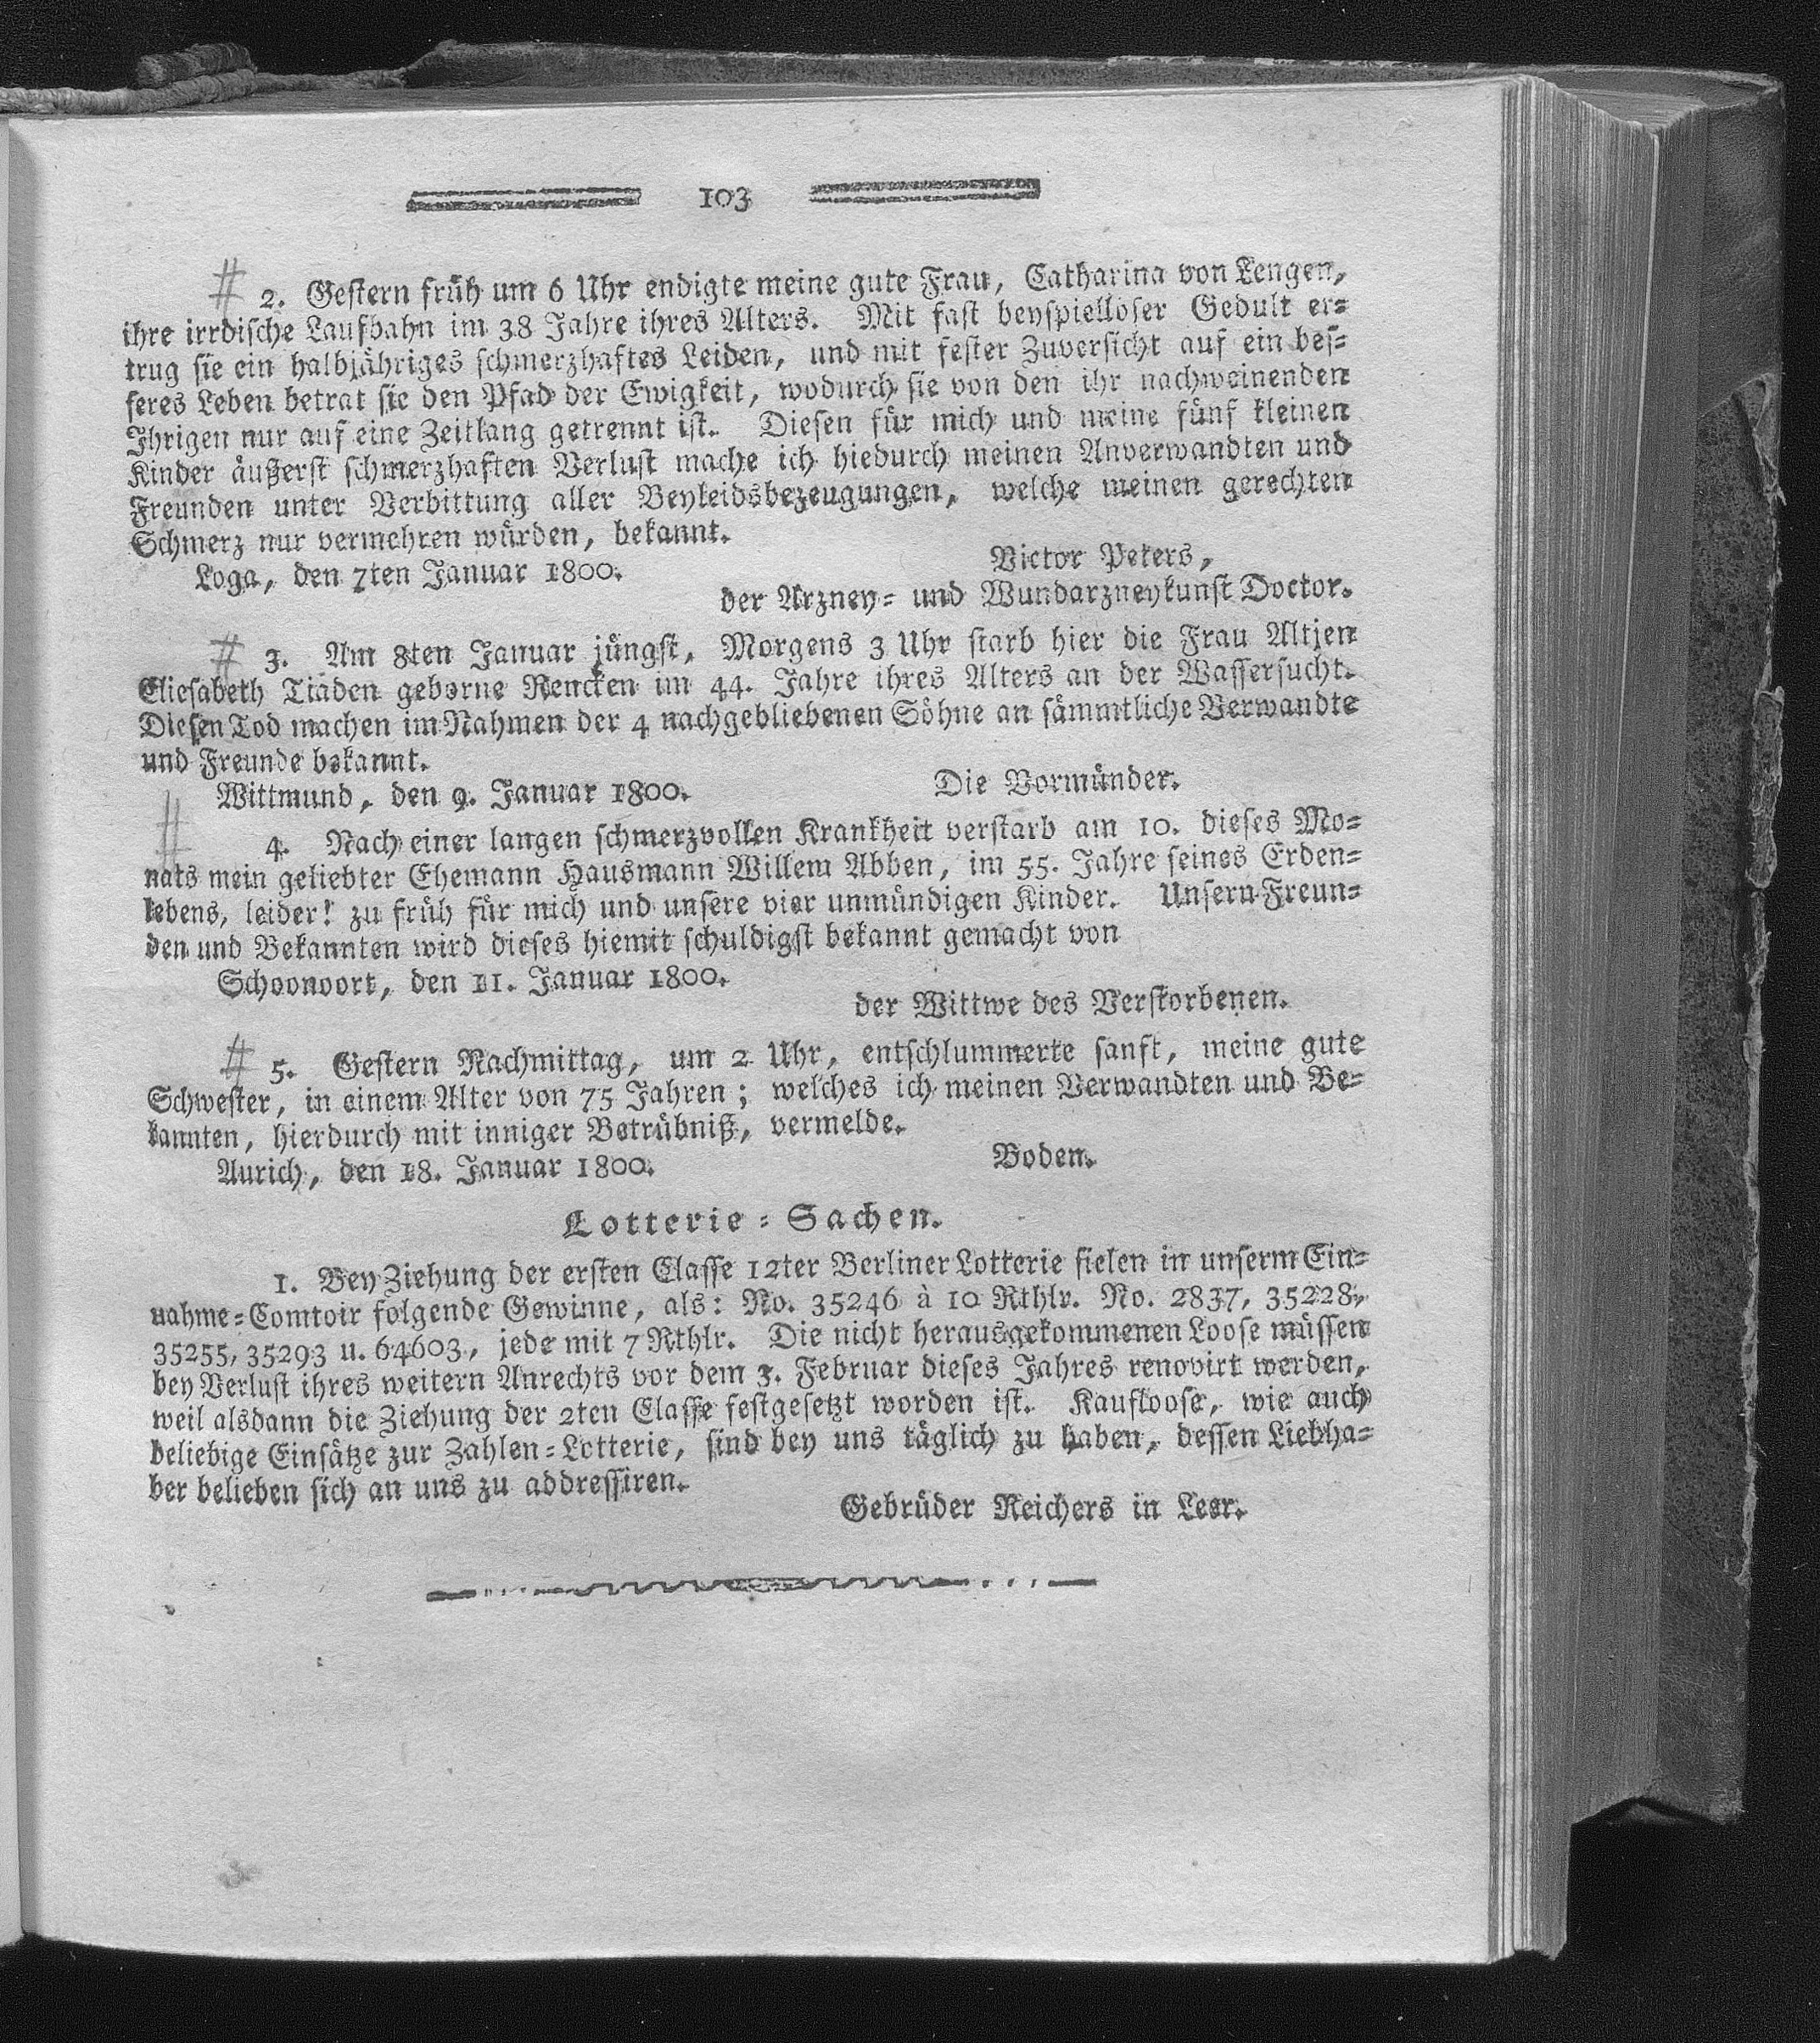 103
# 2. Gestern früh um 6 Uhr endigte meine gute Frau, Catharina von Lengen,
ihre irrdische Laufbahn im 38 Jahre ihres Alters. Mit fast beyspielloser Gedult er=
trug sie ein halbjähriges schmerzhaftes Leiden, und mit fester Zuversicht auf ein bes=
seres Leben betrat sie den Pfad der Ewigkeit, wodurch sie von den ihr nachweinenden
Ihrigen nur auf eine Zeitlang getrennt ist. Diesen für mich und meine fünf kleinen
Kinder äußerst schmerzhaften Verlust mache ich hiedurch meinen Anverwandten und
Freunden unter Verbittung aller Beyleidsbezeugungen, welche meinen gerechten
Schmerz nur vermehren würden, bekannt.
Loga, den 7ten Januar 1800.
Victor Peters,
der Arzney= und Wundarzneykunst Doctor.
# 3. Am 8ten Januar jüngst, Morgens 3 Uhr starb hier die Frau Altjen
Eliesabeth Tiaden geborne Rencken im 44. Jahre ihres Alters an der Wassersucht.
Diesen Tod machen im Nahmen der 4 nachgebliebenen Söhne an sämmtliche Verwandte
und Freunde bekannt.
Wittmund, den 9. Januar 1800. Die Vormünder.
# 4. Nach einer langen schmerzvollen Krankheit verstarb am 10. dieses Mo=
nats mein geliebter Ehemann Hausmann Willem Abben, im 55. Jahre seines Erden=
lebens, leider! zu früh für mich und unsere vier unmündigen Kinder. Unsern Freun=
den und Bekannten wird dieses hiemit schuldigst bekannt gemacht von
Schoonoort, den 11. Januar 1800.
der Wittwe des Verstorbenen.
# 5. Gestern Nachmittag, um 2 Uhr, entschlummerte sanft, meine gute
Schwester, in einem Alter von 75 Jahren; welches ich meinen Verwandten und Be=
kannten, hierdurch mit inniger Betrübniß, vermelde.
Aurich, den 18. Januar 1800. Boden.
Lotterie=Sachen.
1. Bey Ziehung der ersten Classe 12ter Berliner Lotterie fielen in unserm Ein=
nahme=Comtoir folgende Gewinne, als: No. 35246 à 10 Rthlr. No. 2837, 35228,
35255, 35293 u. 64603, jede mit 7 Rthlr. Die nicht herausgekommenen Loose müssen
bey Verlust ihres weitern Anrechts vor dem 3. Februar dieses Jahres renovirt werden,
weil alsdann die Ziehung der 2ten Classe festgesetzt worden ist. Kaufloose, wie auch
beliebige Einsätze zur Zahlen=Lotterie, sind bey uns täglich zu haben, dessen Liebha=
ber belieben sich an uns zu addressiren.
Gebrüder Reichers in Leer.